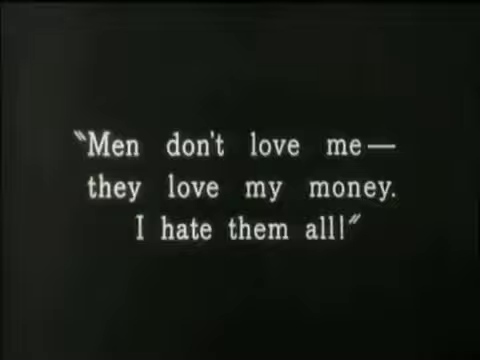 "Men don't love me—
they love my money.
I hate them all!"